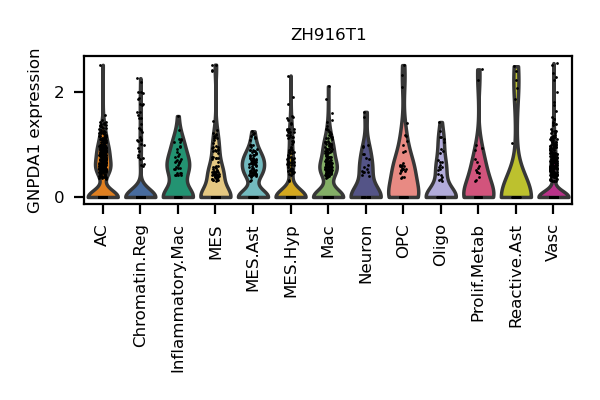 ZH916T1
GNPDA1 expression
2
0
AC
Chromatin.Reg
Inflammatory.Mac
MES
MES.Ast
MES.Hyp
Mac
Neuron
OPC
Oligo
Prolif.Metab
Reactive.Ast
Vasc